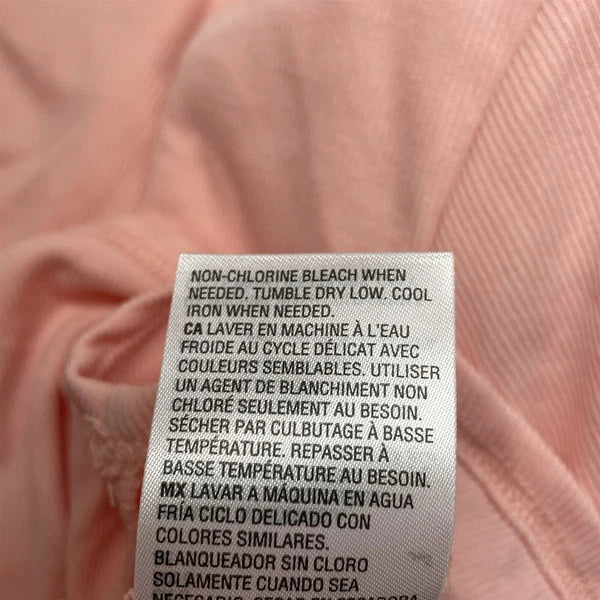 NON-CHLORINE BLEACH WHEN
NEEDED. TUMBLE DRY LOW. COOL
IRON WHEN NEEDED.
CA LAVER EN MACHINE À L'EAU
FROIDE AU CYCLE DÉLICAT AVEC
COULEURS SEMBLABLES. UTILISER
UN AGENT DE BLANCHIMENT NON
CHLORÉ SEULEMENT AU BESOIN.
SÉCHER PAR CULBUTAGE À BASSE
TEMPÉRATURE. REPASSER À
BASSE TEMPÉRATURE AU BESOIN.
MX LAVAR A MÁQUINA EN AGUA
FRÍA CICLO DELICADO CON
COLORES SIMILARES.
BLANQUEADOR SIN CLORO
SOLAMENTE CUANDO SEA